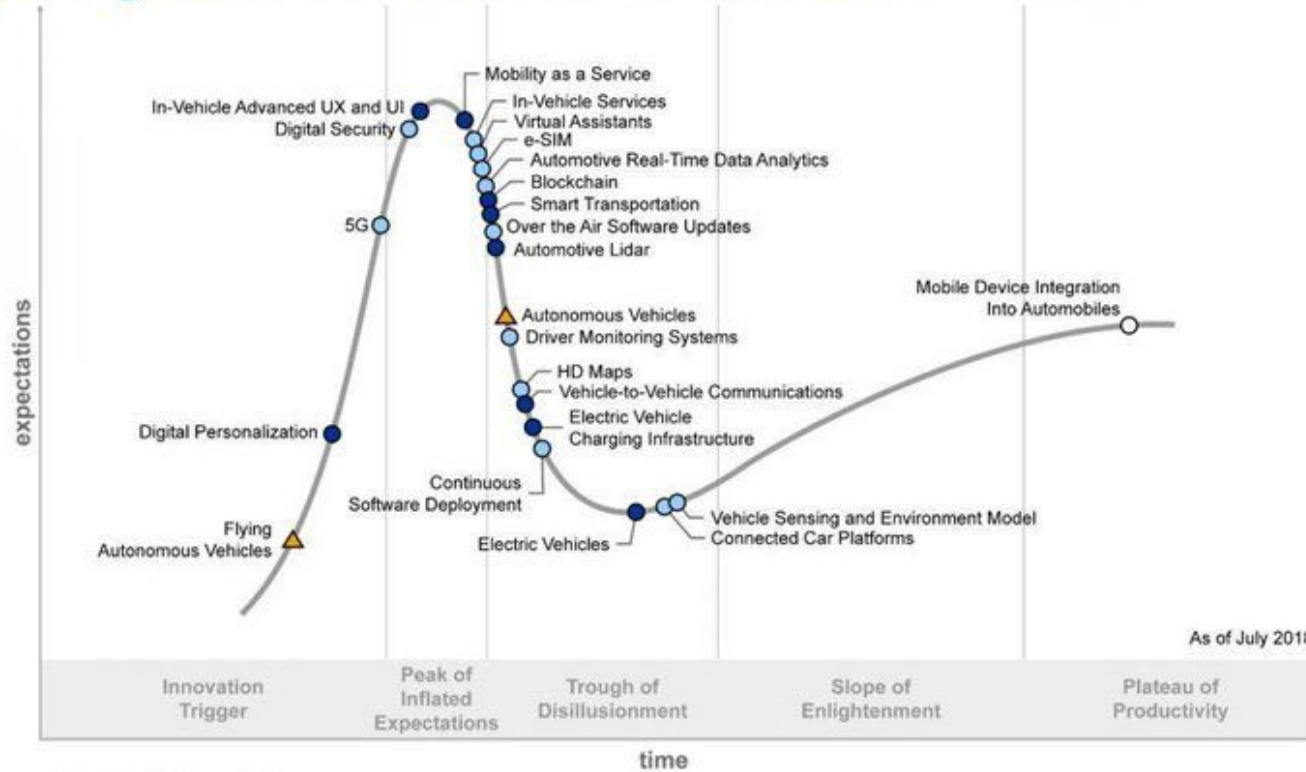 Mobility as a Service
In-Vehicle Advanced UX and UI
In-Vehicle Services
Digital Security
Virtual Assistants
e-SIM
Automotive Real-Time Data Analytics
Blockchain
Smart Transportation
5G
Over the Air Software Updates
Automotive Lidar
Mobile Device Integration
Into Automobiles
Autonomous Vehicles
Driver Monitoring Systems
HD Maps
Vehicle-to-Vehicle Communications
Electric Vehicle
Charging Infrastructure
Digital Personalization
Continuous
Software Deployment
Vehicle Sensing and Environment Model
Connected Car Platforms
Electric Vehicles
Flying
Autonomous Vehicles
expectations
As of July 2018
Innovation
Trigger
Peak of
Inflated
Expectations
Trough of
Disillusionment
Slope of
Enlightenment
Plateau of
Productivity
time